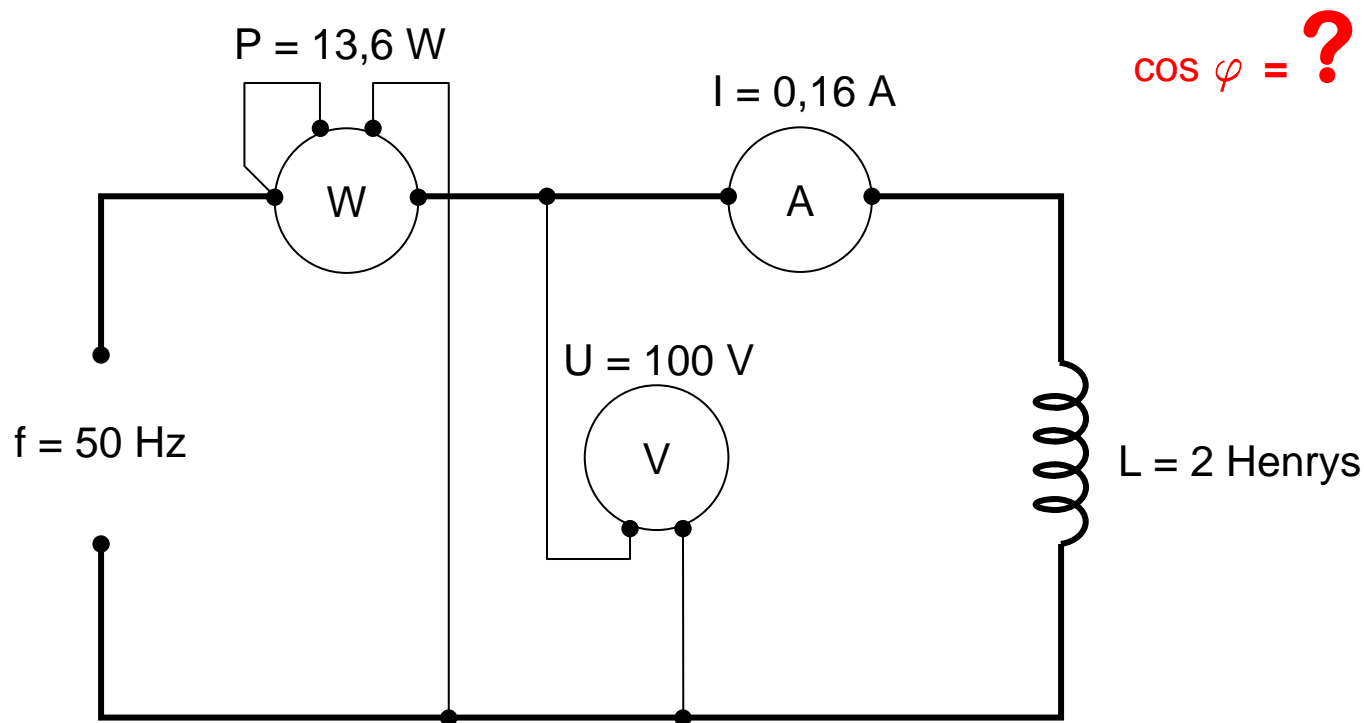 P = 13,6 W
cos φ = ?
I = 0,16 A
W
A
U = 100 V
V
f = 50 Hz
L = 2 Henrys